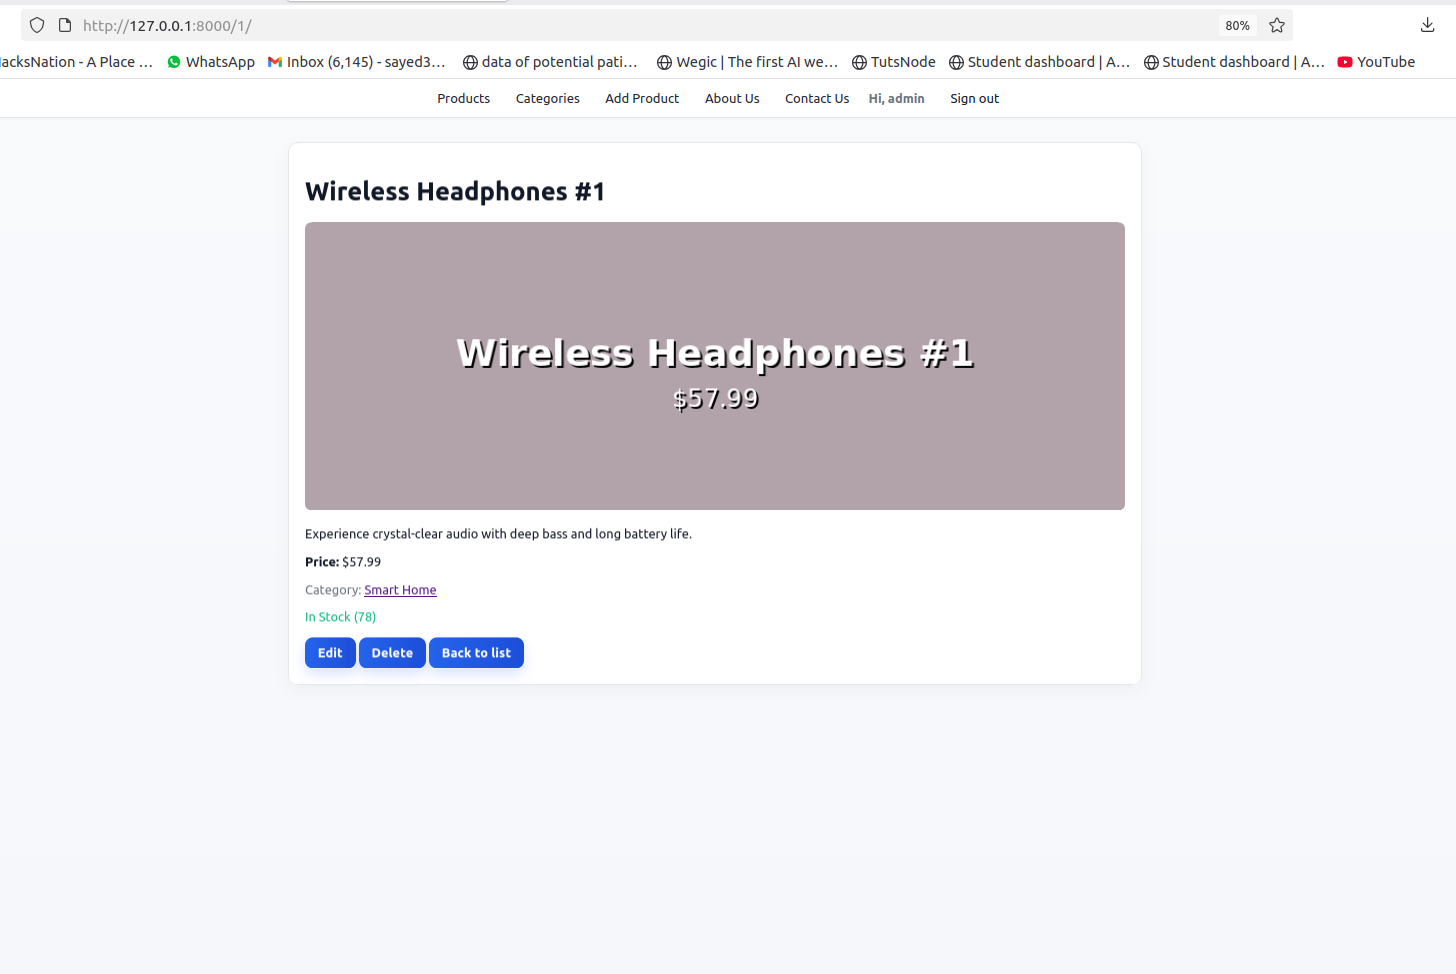 http://127.0.0.1:8000/1/ 80%
acksNation - A Place ... WhatsApp Inbox (6,145) - sayed3... data of potential pati... Wegic | The first AI we... TutsNode Student dashboard | A... Student dashboard | A... YouTube
Products Categories Add Product About Us Contact Us Hi, admin Sign out
Wireless Headphones #1
Wireless Headphones #1
$57.99
Experience crystal-clear audio with deep bass and long battery life.
Price: $57.99
Category: Smart Home
In Stock (78)
Edit Delete Back to list